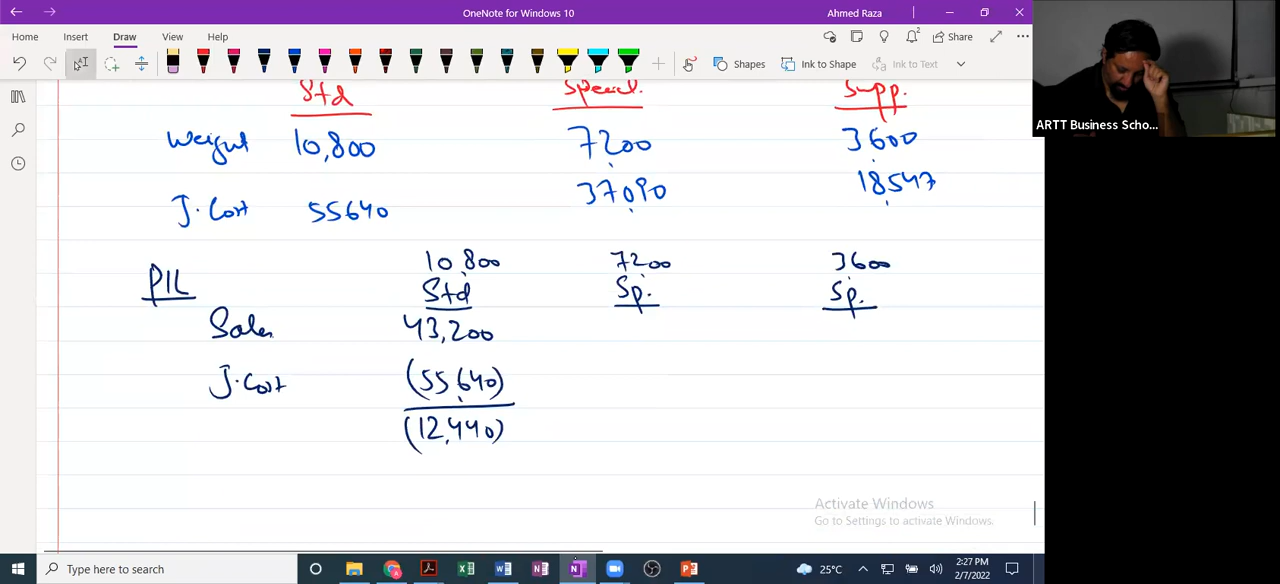 OneNote for Windows 10
Ahmed Raza
Home Insert Draw View Help
Share
Shapes Ink to Shape Ink to Text
ARTT Business Scho...
Std Special. Supp.
Weight 10,800 7200 3600
J.Cost 55640 37090 18547
10,800 7200 3600
P/L Std Sp. Sp.
Sales 43,200
J.Cost (55,640)
(12,440)
Activate Windows
Go to Settings to activate Windows.
Type here to search
25°C
2:27 PM
2/7/2022